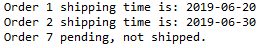 Order 1 shipping time is: 2019-06-20
Order 2 shipping time is: 2019-06-30
Order 7 pending, not shipped.